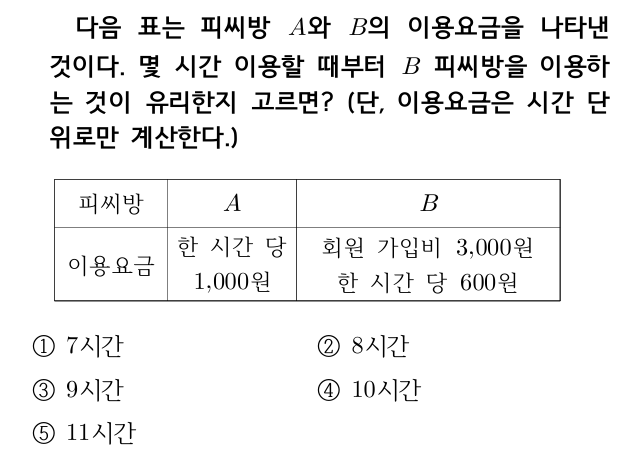 다음 표는 피씨방 A와 B의 이용요금을 나타낸
것이다. 몇 시간 이용할 때부터 B 피씨방을 이용하
는 것이 유리한지 고르면? (단, 이용요금은 시간 단
위로만 계산한다.)
피씨방 A B
이용요금 한 시간 당 1,000원 회원 가입비 3,000원 한 시간 당 600원
① 7시간 ② 8시간
③ 9시간 ④ 10시간
⑤ 11시간